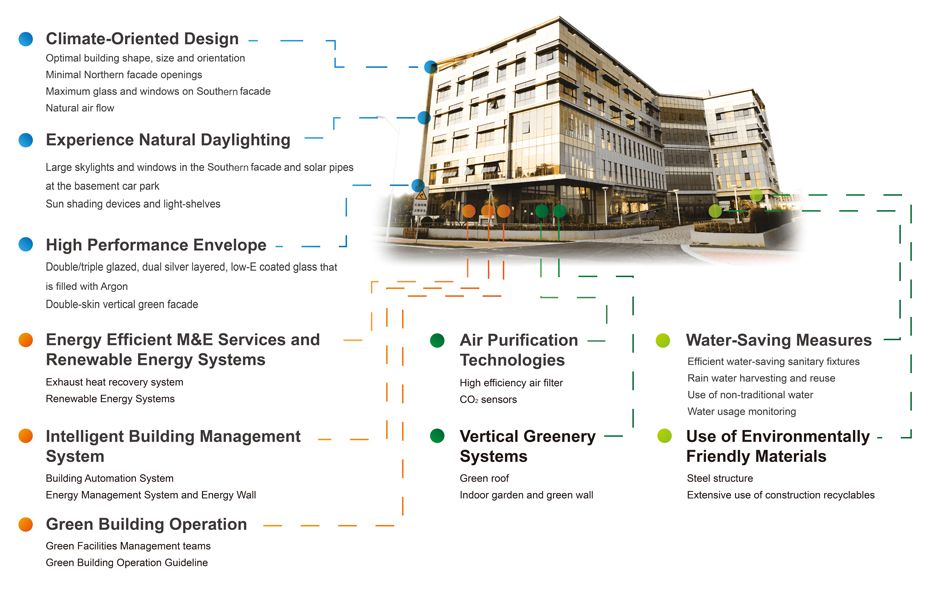 Climate-Oriented Design
Optimal building shape, size and orientation
Minimal Northern facade openings
Maximum glass and windows on Southern facade
Natural air flow
Experience Natural Daylighting
Large skylights and windows in the Southern facade and solar pipes
at the basement car park
Sun shading devices and light-shelves
High Performance Envelope
Double/triple glazed, dual silver layered, low-E coated glass that
is filled with Argon
Double-skin vertical green facade
Energy Efficient M&E Services and
Renewable Energy Systems
Exhaust heat recovery system
Renewable Energy Systems
Intelligent Building Management
System
Building Automation System
Energy Management System and Energy Wall
Green Building Operation
Green Facilities Management teams
Green Building Operation Guideline
Air Purification
Technologies
High efficiency air filter
CO₂ sensors
Vertical Greenery
Systems
Green roof
Indoor garden and green wall
Water-Saving Measures
Efficient water-saving sanitary fixtures
Rain water harvesting and reuse
Use of non-traditional water
Water usage monitoring
Use of Environmentally
Friendly Materials
Steel structure
Extensive use of construction recyclables